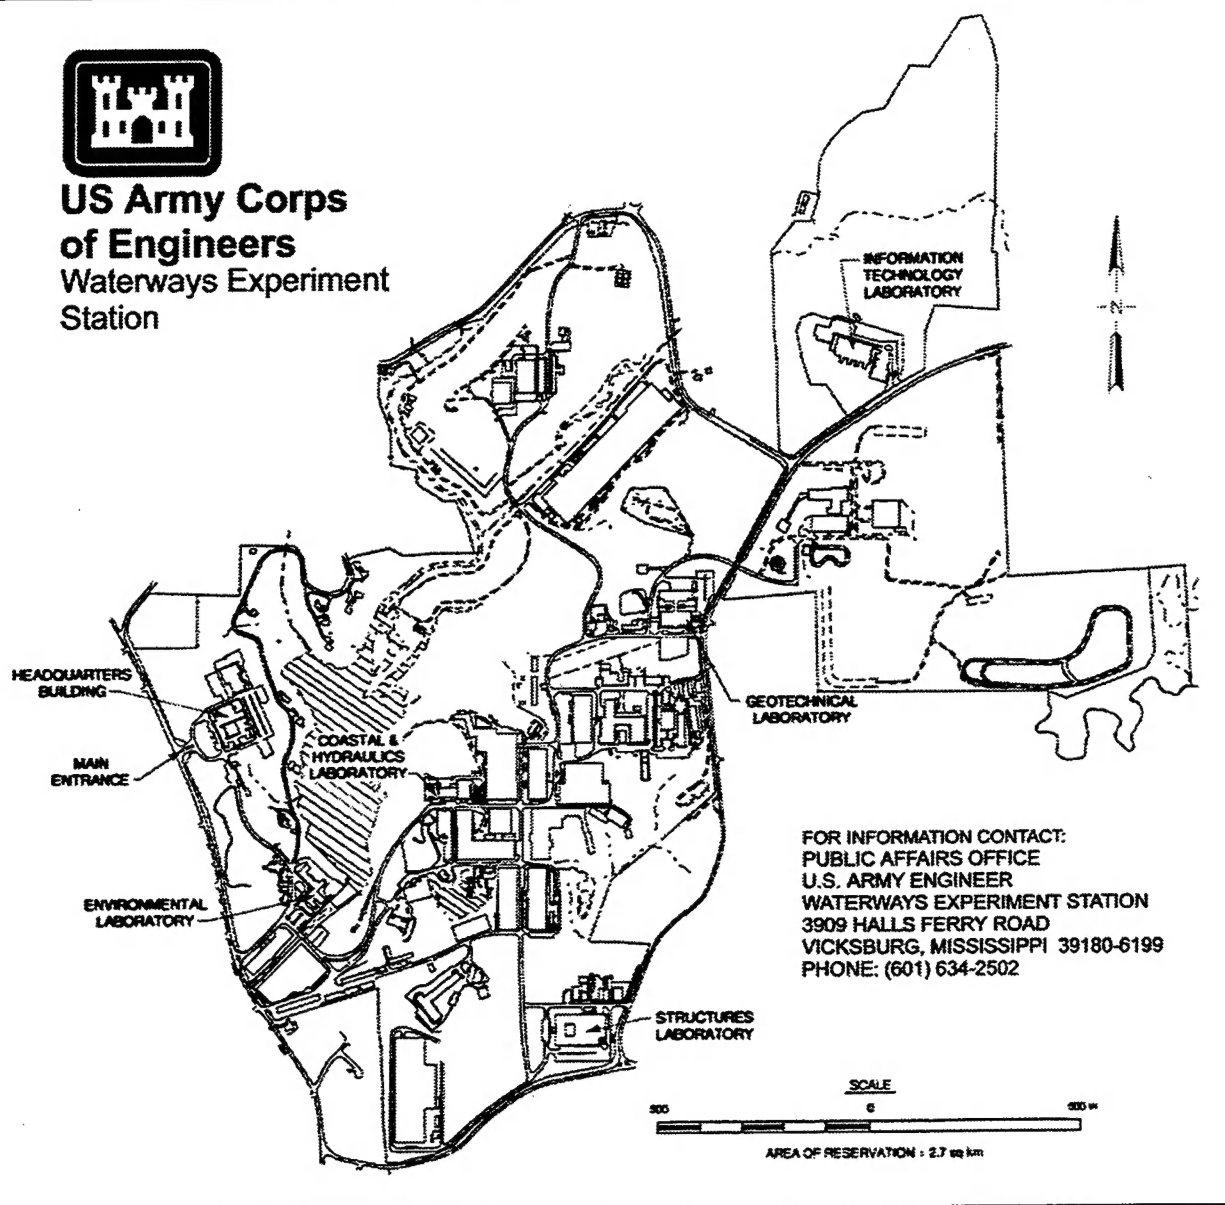 US Army Corps
of Engineers
Waterways Experiment
Station
INFORMATION
TECHNOLOGY
LABORATORY
N
HEADQUARTERS
BUILDING
MAIN
ENTRANCE
COASTAL &
HYDRAULICS
LABORATORY
GEOTECHNICAL
LABORATORY
ENVIRONMENTAL
LABORATORY
STRUCTURES
LABORATORY
FOR INFORMATION CONTACT:
PUBLIC AFFAIRS OFFICE
U.S. ARMY ENGINEER
WATERWAYS EXPERIMENT STATION
3909 HALLS FERRY ROAD
VICKSBURG, MISSISSIPPI 39180-6199
PHONE: (601) 634-2502
SCALE
500 0 500 M
AREA OF RESERVATION = 2.7 sq km